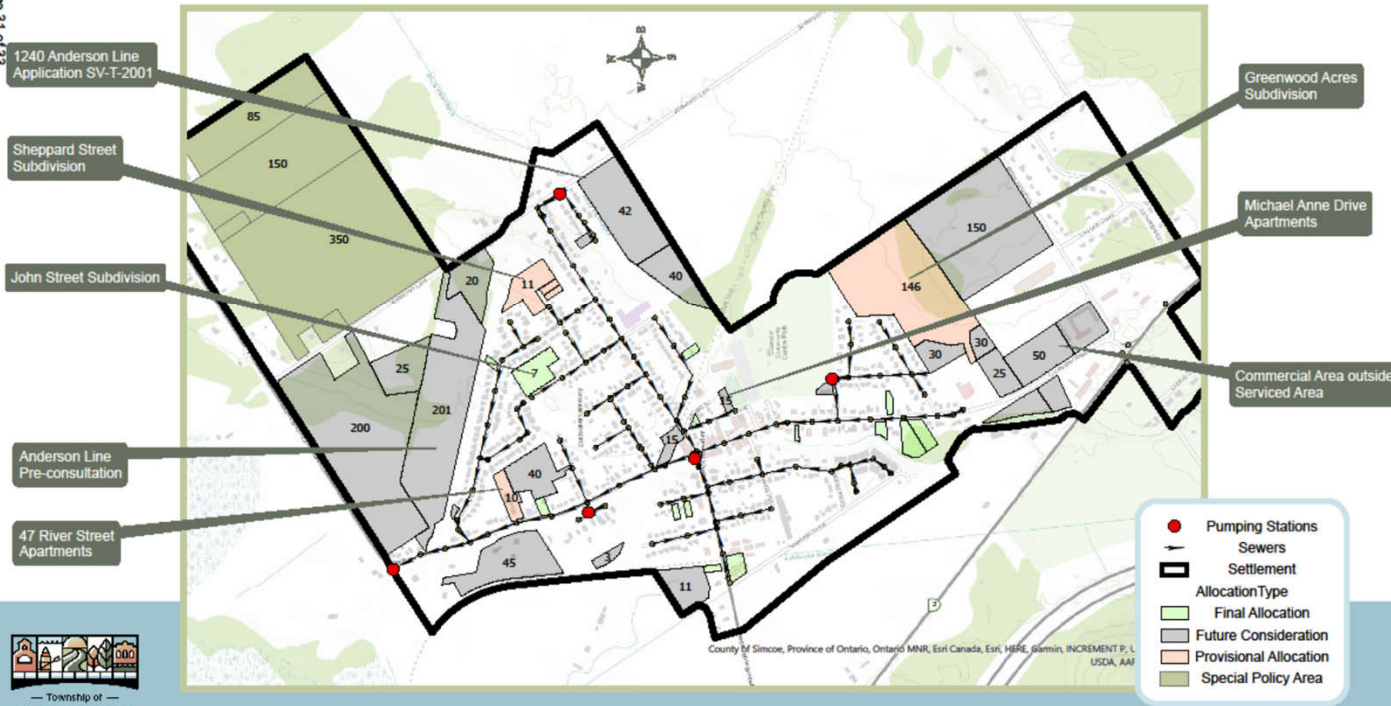 1240 Anderson Line
Application SV-T-2001
Sheppard Street
Subdivision
John Street Subdivision
Anderson Line
Pre-consultation
47 River Street
Apartments
Greenwood Acres
Subdivision
Michael Anne Drive
Apartments
Commercial Area outside
Serviced Area
85
150
350
20
25
201
200
11
7
42
40
150
146
30
30
25
50
15
15
40
10
45
3
11
Pumping Stations
Sewers
Settlement
AllocationType
Final Allocation
Future Consideration
Provisional Allocation
Special Policy Area
County of Simcoe, Province of Ontario, Ontario MNR, Esri Canada, Esri, HERE, Garmin, INCREMENT P,
USDA,
— Township of —